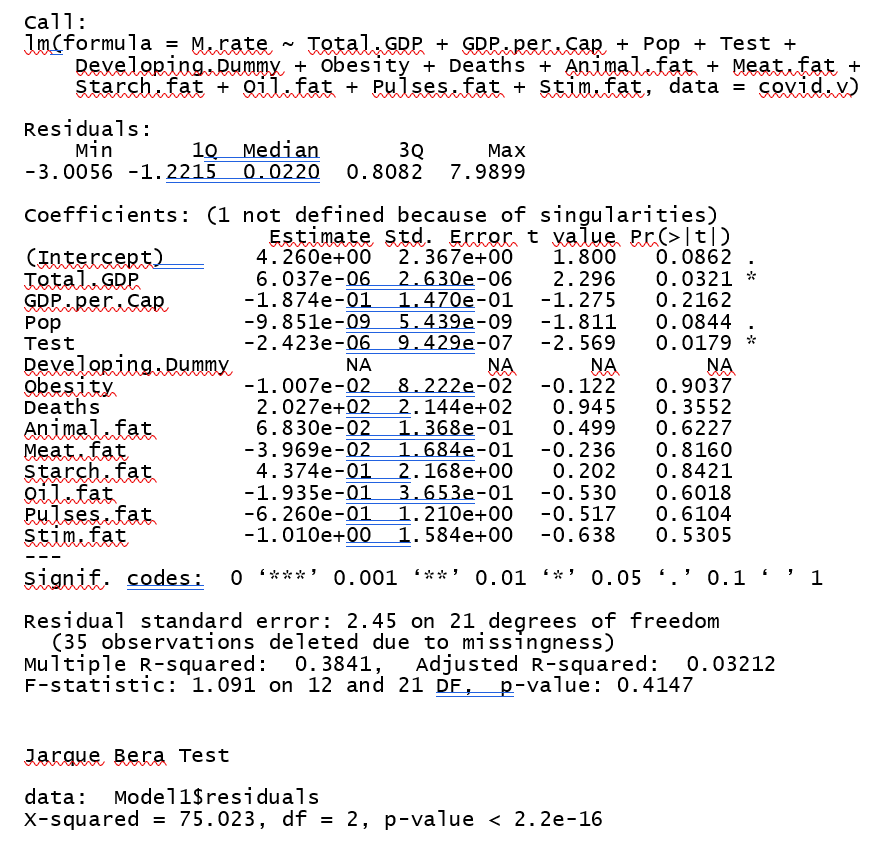 Call:
lm(formula = M.rate ~ Total.GDP + GDP.per.Cap + Pop + Test +
    Developing.Dummy + Obesity + Deaths + Animal.fat + Meat.fat +
    Starch.fat + Oil.fat + Pulses.fat + Stim.fat, data = covid.v)

Residuals:
    Min      1Q  Median      3Q     Max
-3.0056 -1.2215  0.0220  0.8082  7.9899

Coefficients: (1 not defined because of singularities)
                   Estimate Std. Error t value Pr(>|t|)
(Intercept)       4.260e+00  2.367e+00   1.800   0.0862 .
Total.GDP         6.037e-06  2.630e-06   2.296   0.0321 *
GDP.per.Cap      -1.874e-01  1.470e-01  -1.275   0.2162
Pop              -9.851e-09  5.439e-09  -1.811   0.0844 .
Test             -2.423e-06  9.429e-07  -2.569   0.0179 *
Developing.Dummy         NA         NA      NA       NA
Obesity          -1.007e-02  8.222e-02  -0.122   0.9037
Deaths            2.027e+02  2.144e+02   0.945   0.3552
Animal.fat        6.830e-02  1.368e-01   0.499   0.6227
Meat.fat         -3.969e-02  1.684e-01  -0.236   0.8160
Starch.fat        4.374e-01  2.168e+00   0.202   0.8421
Oil.fat          -1.935e-01  3.653e-01  -0.530   0.6018
Pulses.fat       -6.260e-01  1.210e+00  -0.517   0.6104
Stim.fat         -1.010e+00  1.584e+00  -0.638   0.5305
---
Signif. codes:  0 ‘***’ 0.001 ‘**’ 0.01 ‘*’ 0.05 ‘.’ 0.1 ‘ ’ 1

Residual standard error: 2.45 on 21 degrees of freedom
  (35 observations deleted due to missingness)
Multiple R-squared:  0.3841,  Adjusted R-squared:  0.03212
F-statistic: 1.091 on 12 and 21 DF,  p-value: 0.4147

Jarque Bera Test

data:  Model1$residuals
X-squared = 75.023, df = 2, p-value < 2.2e-16